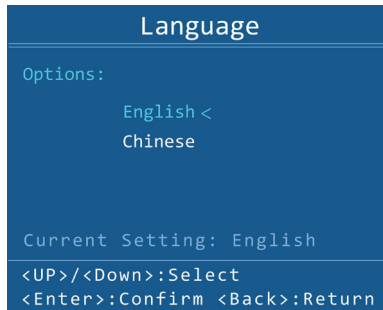 Language
Options:
English <
Chinese
Current Setting: English
<UP>/<Down>:Select
<Enter>:Confirm <Back>:Return